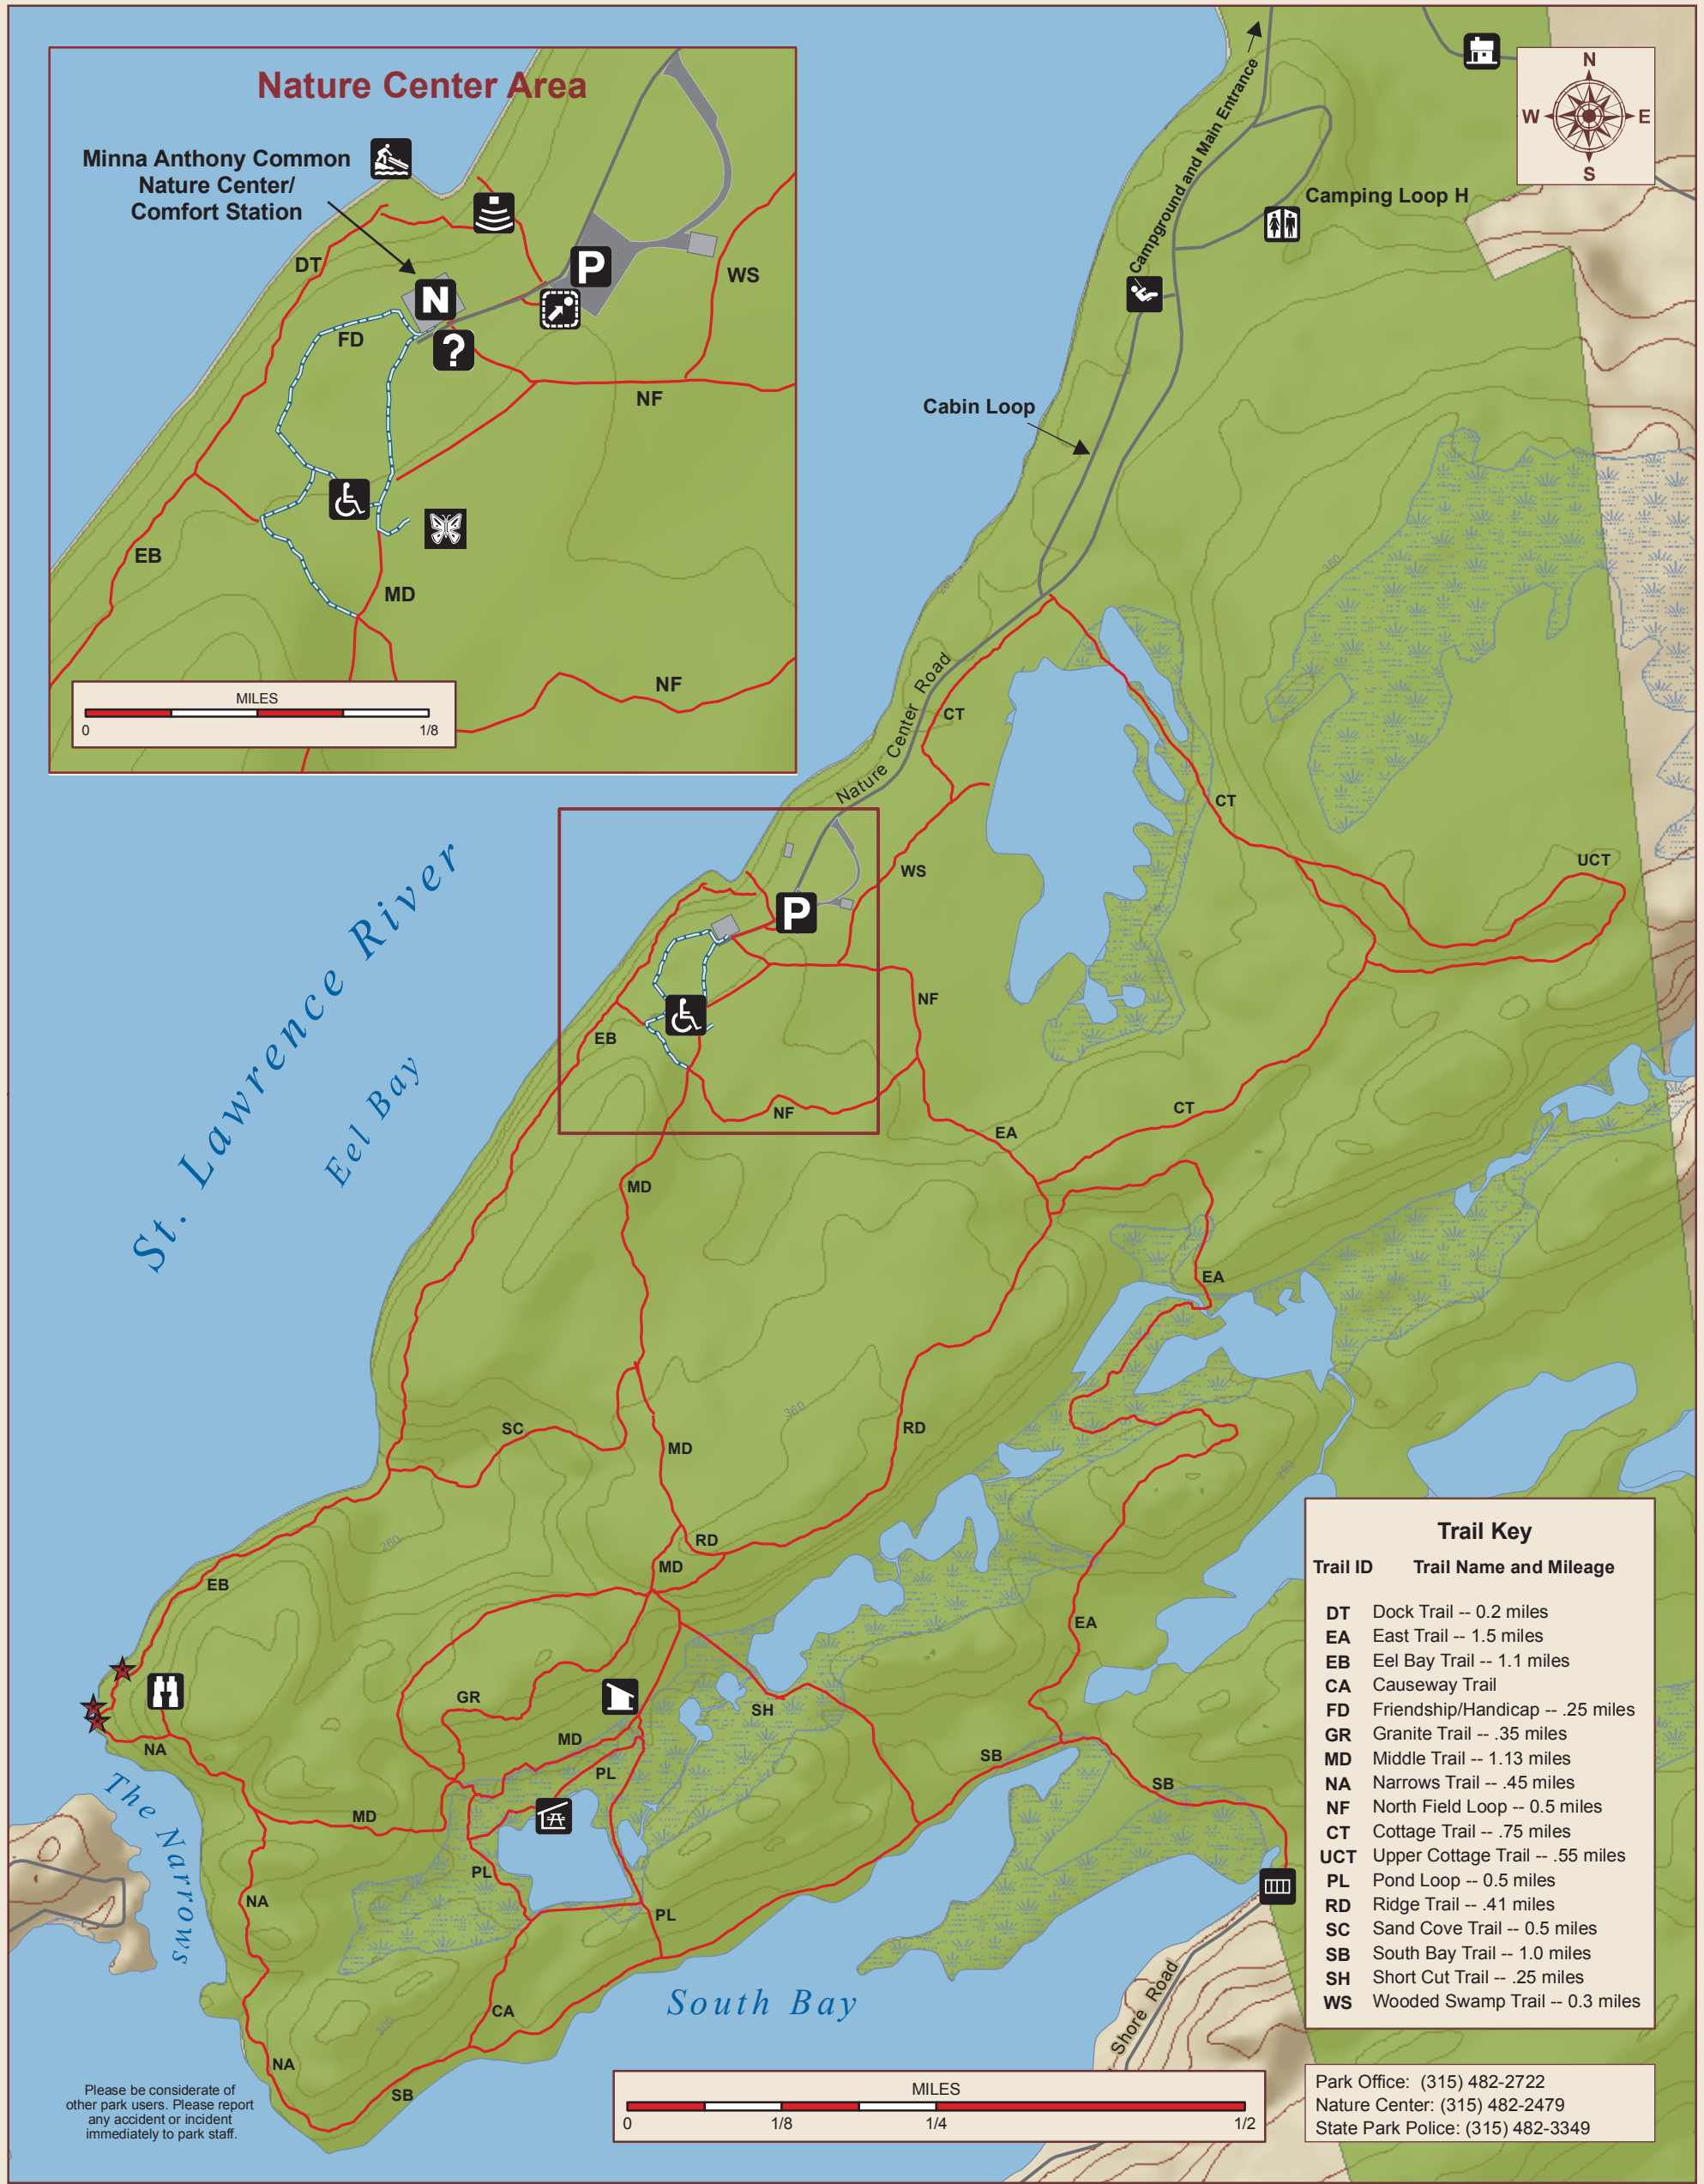 Nature Center Area
Minna Anthony Common
Nature Center/
Comfort Station
DT
N
P
?
WS
FD
NF
EB
MD
NF
MILES
0
1/8
Campground and Main Entrance
N
W
E
S
Camping Loop H
Cabin Loop
360
260
Nature Center Road
CT
CT
WS
UCT
P
NF
EB
NF
CT
EA
St. Lawrence River
Eel Bay
MD
EA
360
SC
MD
RD
260
RD
MD
260
EB
EA
GR
SH
NA
MD
PL
SB
SB
The Narrows
MD
PL
NA
PL
CA
300
South Bay
Shore Road
NA
SB
Trail Key
Trail ID Trail Name and Mileage
DT Dock Trail -- 0.2 miles
EA East Trail -- 1.5 miles
EB Eel Bay Trail -- 1.1 miles
CA Causeway Trail
FD Friendship/Handicap -- .25 miles
GR Granite Trail -- .35 miles
MD Middle Trail -- 1.13 miles
NA Narrows Trail -- .45 miles
NF North Field Loop -- 0.5 miles
CT Cottage Trail -- .75 miles
UCT Upper Cottage Trail -- .55 miles
PL Pond Loop -- 0.5 miles
RD Ridge Trail -- .41 miles
SC Sand Cove Trail -- 0.5 miles
SB South Bay Trail -- 1.0 miles
SH Short Cut Trail -- .25 miles
WS Wooded Swamp Trail -- 0.3 miles
Please be considerate of
other park users. Please report
any accident or incident
immediately to park staff.
MILES
0
1/8
1/4
1/2
Park Office: (315) 482-2722
Nature Center: (315) 482-2479
State Park Police: (315) 482-3349